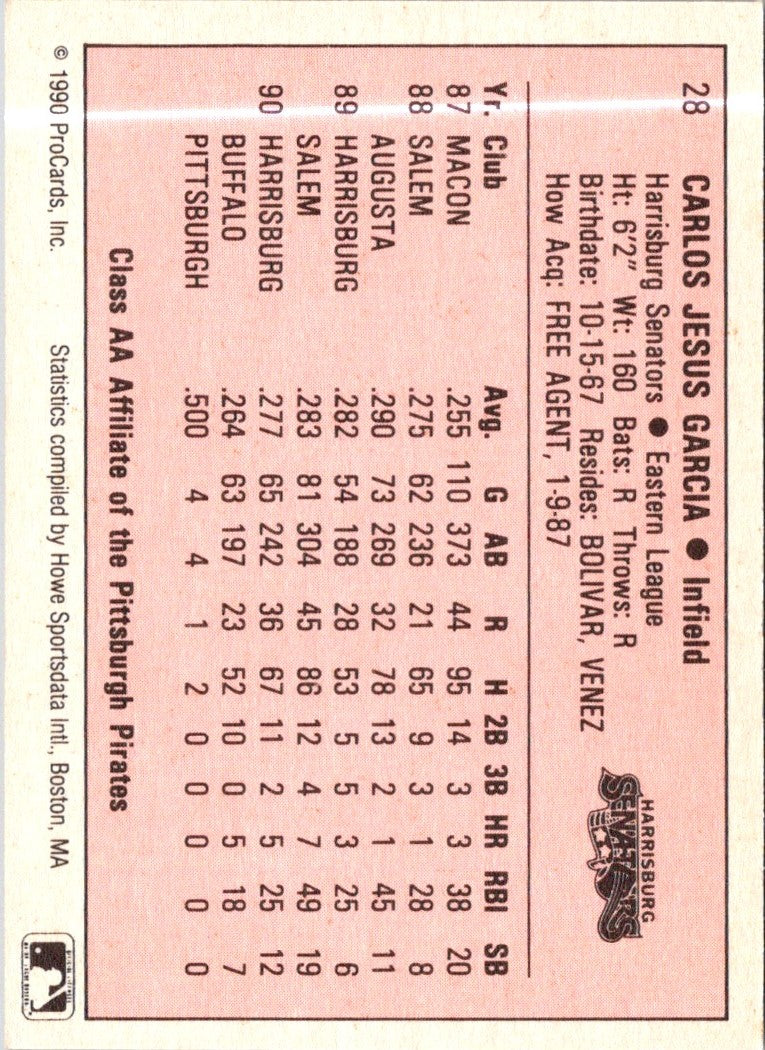 28 CARLOS JESUS GARCIA ● Infield
Harrisburg Senators ● Eastern League
Ht: 6'2" Wt: 160 Bats: R Throws: R
Birthdate: 10-15-67 Resides: BOLIVAR, VENEZ
How Acq: FREE AGENT, 1-9-87
HARRISBURG
SENATORS
Yr. Club Avg. G AB R H 2B 3B HR RBI SB
87 MACON .255 110 373 44 95 14 3 3 38 20
88 SALEM .275 62 236 21 65 9 3 1 28 8
AUGUSTA .290 73 269 32 78 13 2 1 45 11
89 HARRISBURG .282 54 188 28 53 5 5 3 25 6
SALEM .283 81 304 45 86 12 4 7 49 19
90 HARRISBURG .277 65 242 36 67 11 2 5 25 12
BUFFALO .264 63 197 23 52 10 0 5 18 7
PITTSBURGH .500 4 4 1 2 0 0 0 0 0
Class AA Affiliate of the Pittsburgh Pirates
© 1990 ProCards, Inc. Statistics compiled by Howe Sportsdata Intl., Boston, MA